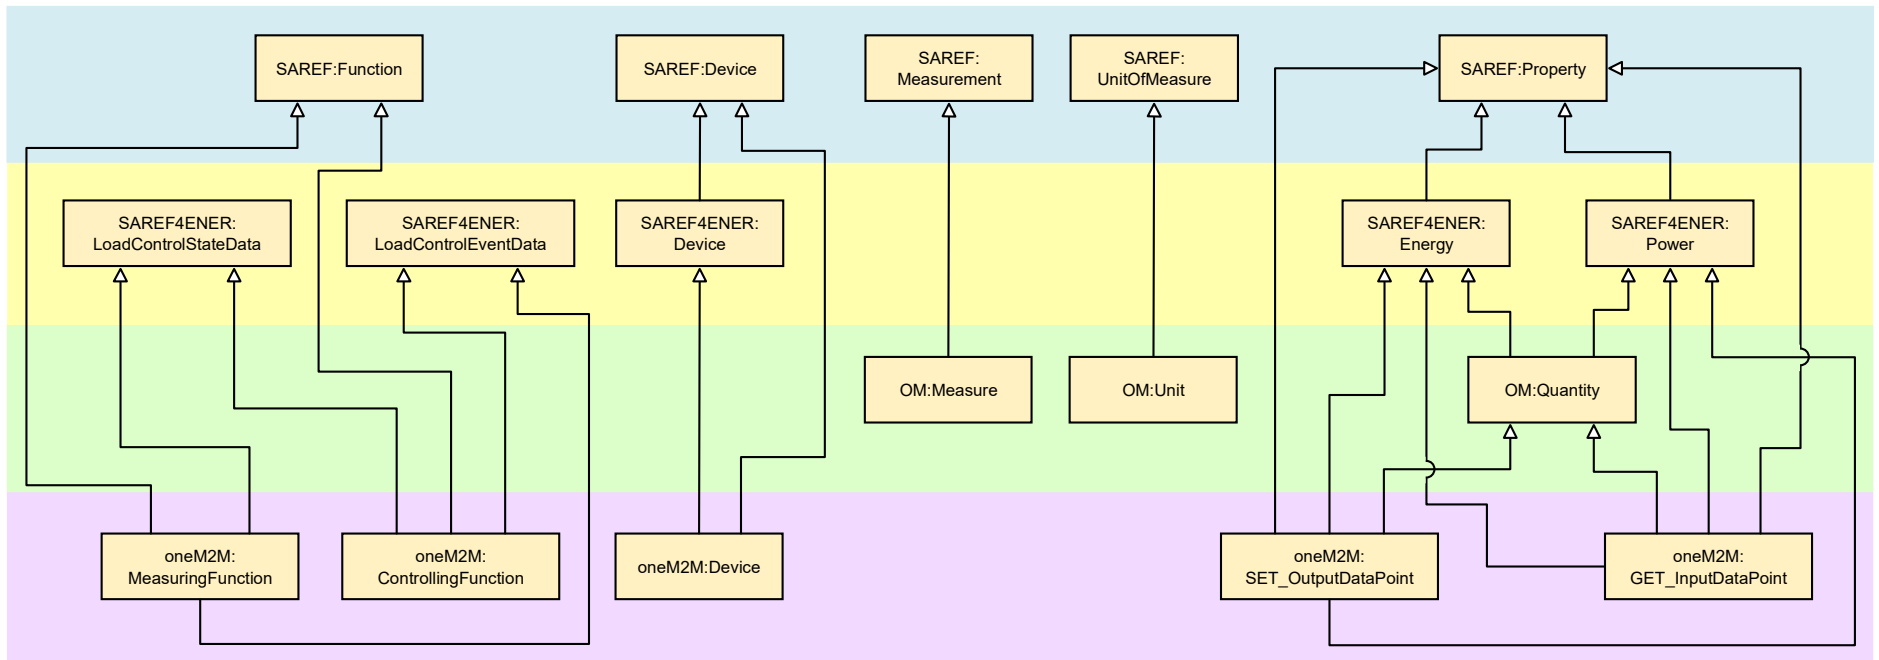 SAREF:Function
SAREF:Device
SAREF:
Measurement
SAREF:
UnitOfMeasure
SAREF:Property
SAREF4ENER:
LoadControlStateData
SAREF4ENER:
LoadControlEventData
SAREF4ENER:
Device
SAREF4ENER:
Energy
SAREF4ENER:
Power
OM:Measure
OM:Unit
OM:Quantity
oneM2M:
MeasuringFunction
oneM2M:
ControllingFunction
oneM2M:Device
oneM2M:
SET_OutputDataPoint
oneM2M:
GET_InputDataPoint